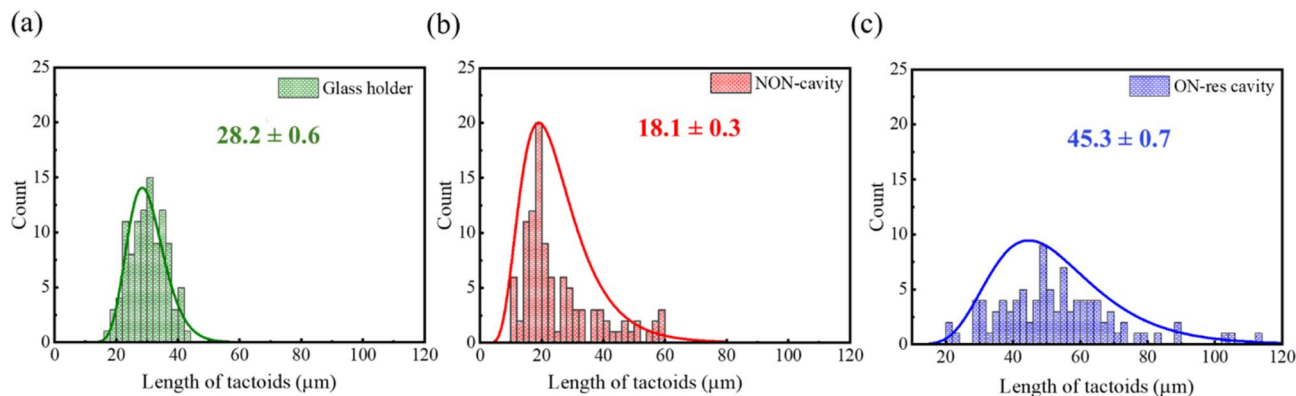 (a)
(b)
(c)
25
20
15
10
5
0
Count
Glass holder
28.2 ± 0.6
0 20 40 60 80 100 120
Length of tactoids (µm)
25
20
15
10
5
0
Count
NON-cavity
18.1 ± 0.3
0 20 40 60 80 100 120
Length of tactoids (µm)
25
20
15
10
5
0
Count
ON-res cavity
45.3 ± 0.7
20 40 60 80 100 120
Length of tactoids (µm)